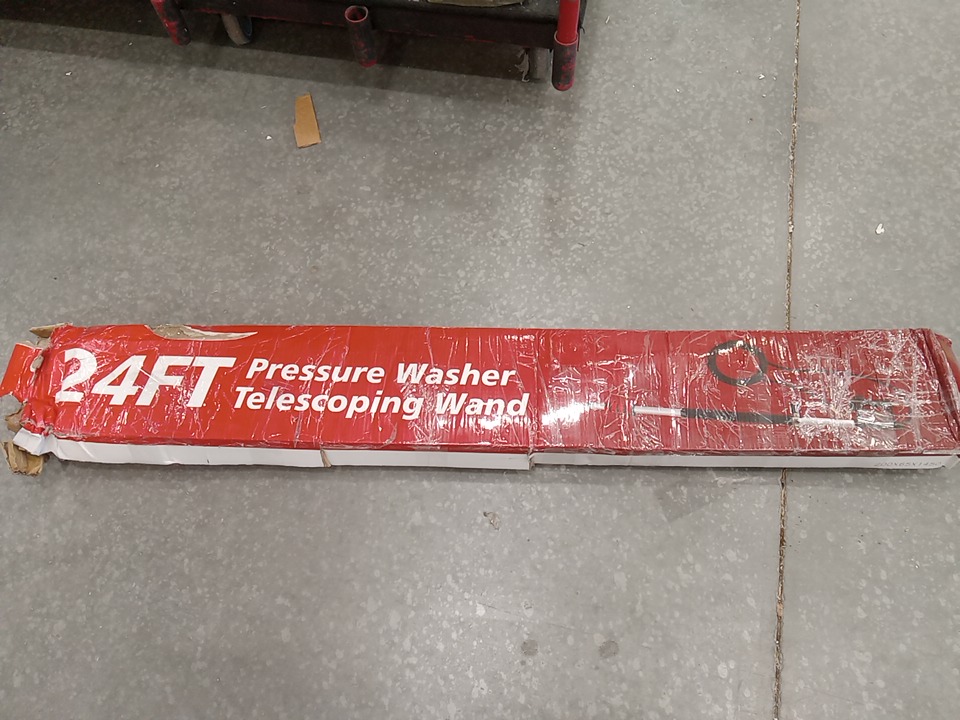 24FT
Pressure Washer
Telescoping Wand